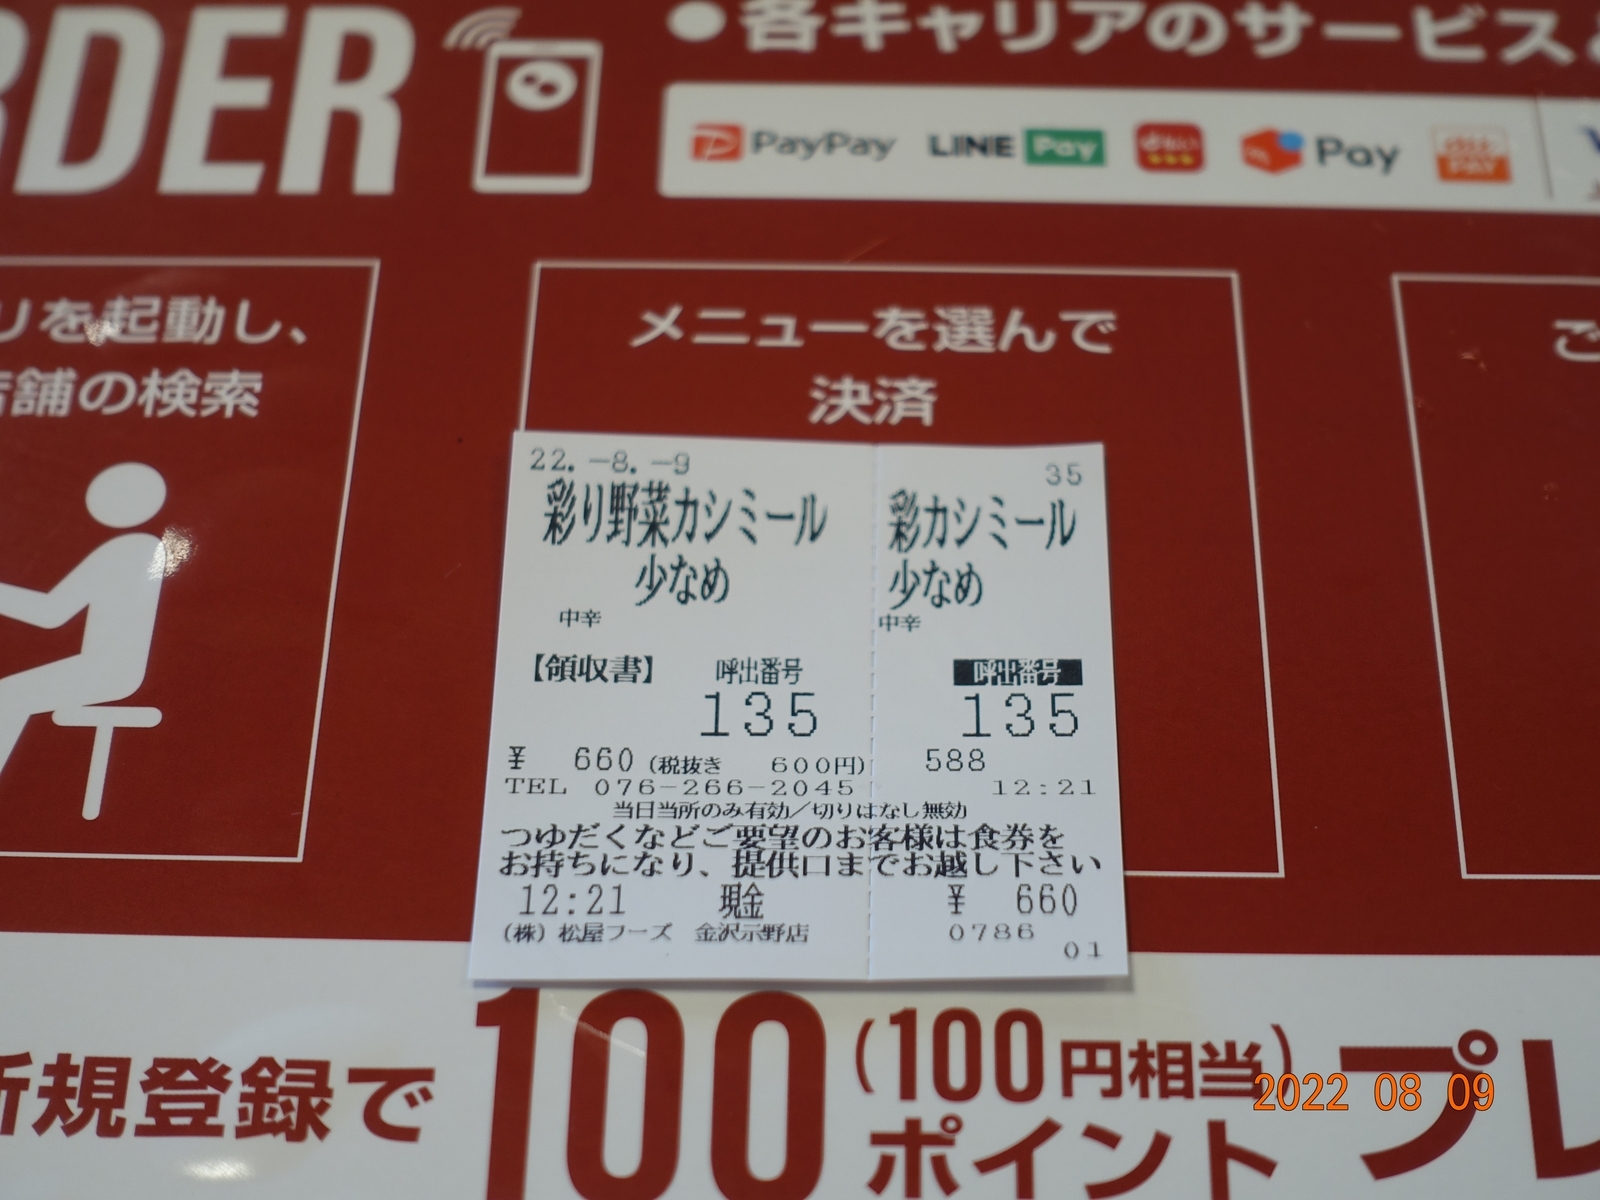 RDER
●各キャリアのサービス
PayPay LINE Pay Pay
リを起動し、
店舗の検索
メニューを選んで
決済
ご
22.-8.-9
彩り野菜カシミール
少なめ
中辛
【領収書】 呼出番号
135
¥ 660 (税抜き 600円)
TEL 076-266-2045
35
彩カシミール
少なめ
中辛
呼出番号
135
588
12:21
当日当所のみ有効/切りはなし無効
つゆだくなどご要望のお客様は食券を
お持ちになり、提供口までお越し下さい
12:21 現金 ¥ 660
(株)松屋フーズ 金沢示野店 0786
01
新規登録で100(100円相当)
ポイント
プレ
2022 08 09